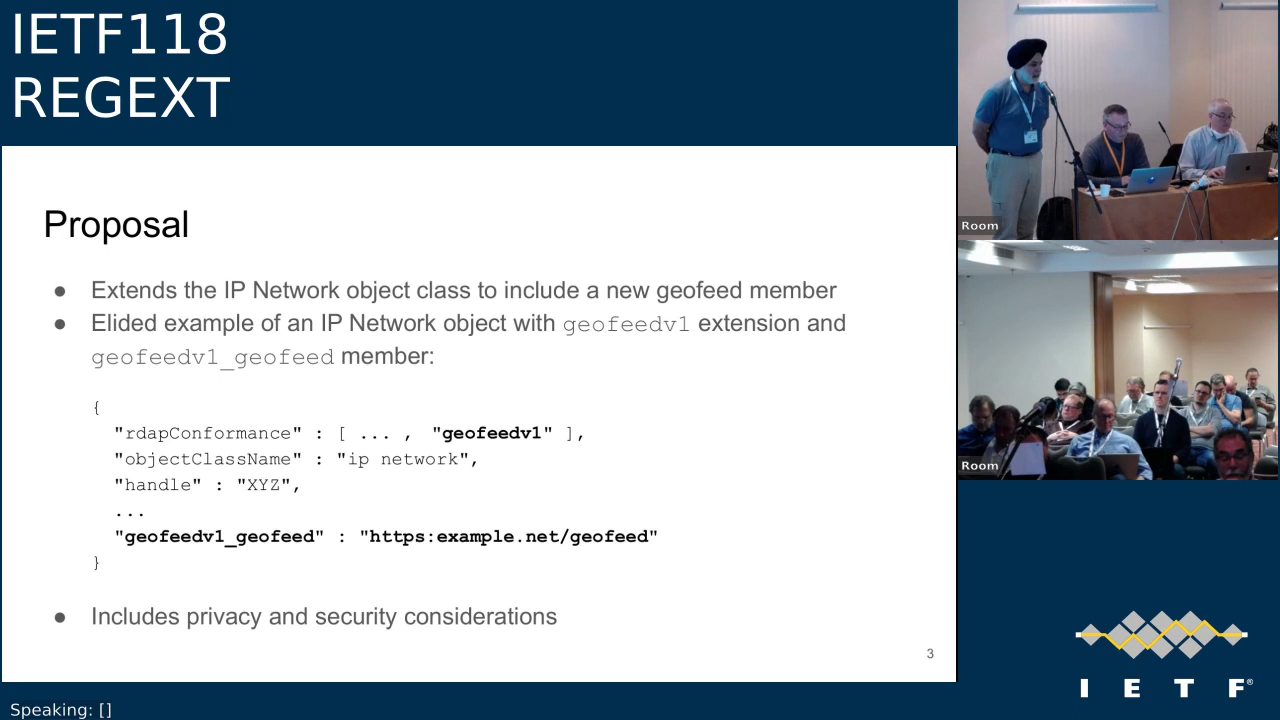 IETF118
REGEXT
Proposal
● Extends the IP Network object class to include a new geofeed member
● Elided example of an IP Network object with geofeedv1 extension and
geofeedv1_geofeed member:
{
"rdapConformance" : [ ... , "geofeedv1" ],
"objectClassName" : "ip network",
"handle" : "XYZ",
...
"geofeedv1_geofeed" : "https:example.net/geofeed"
}
● Includes privacy and security considerations
3
Room
Room
I E T F®
Speaking: []